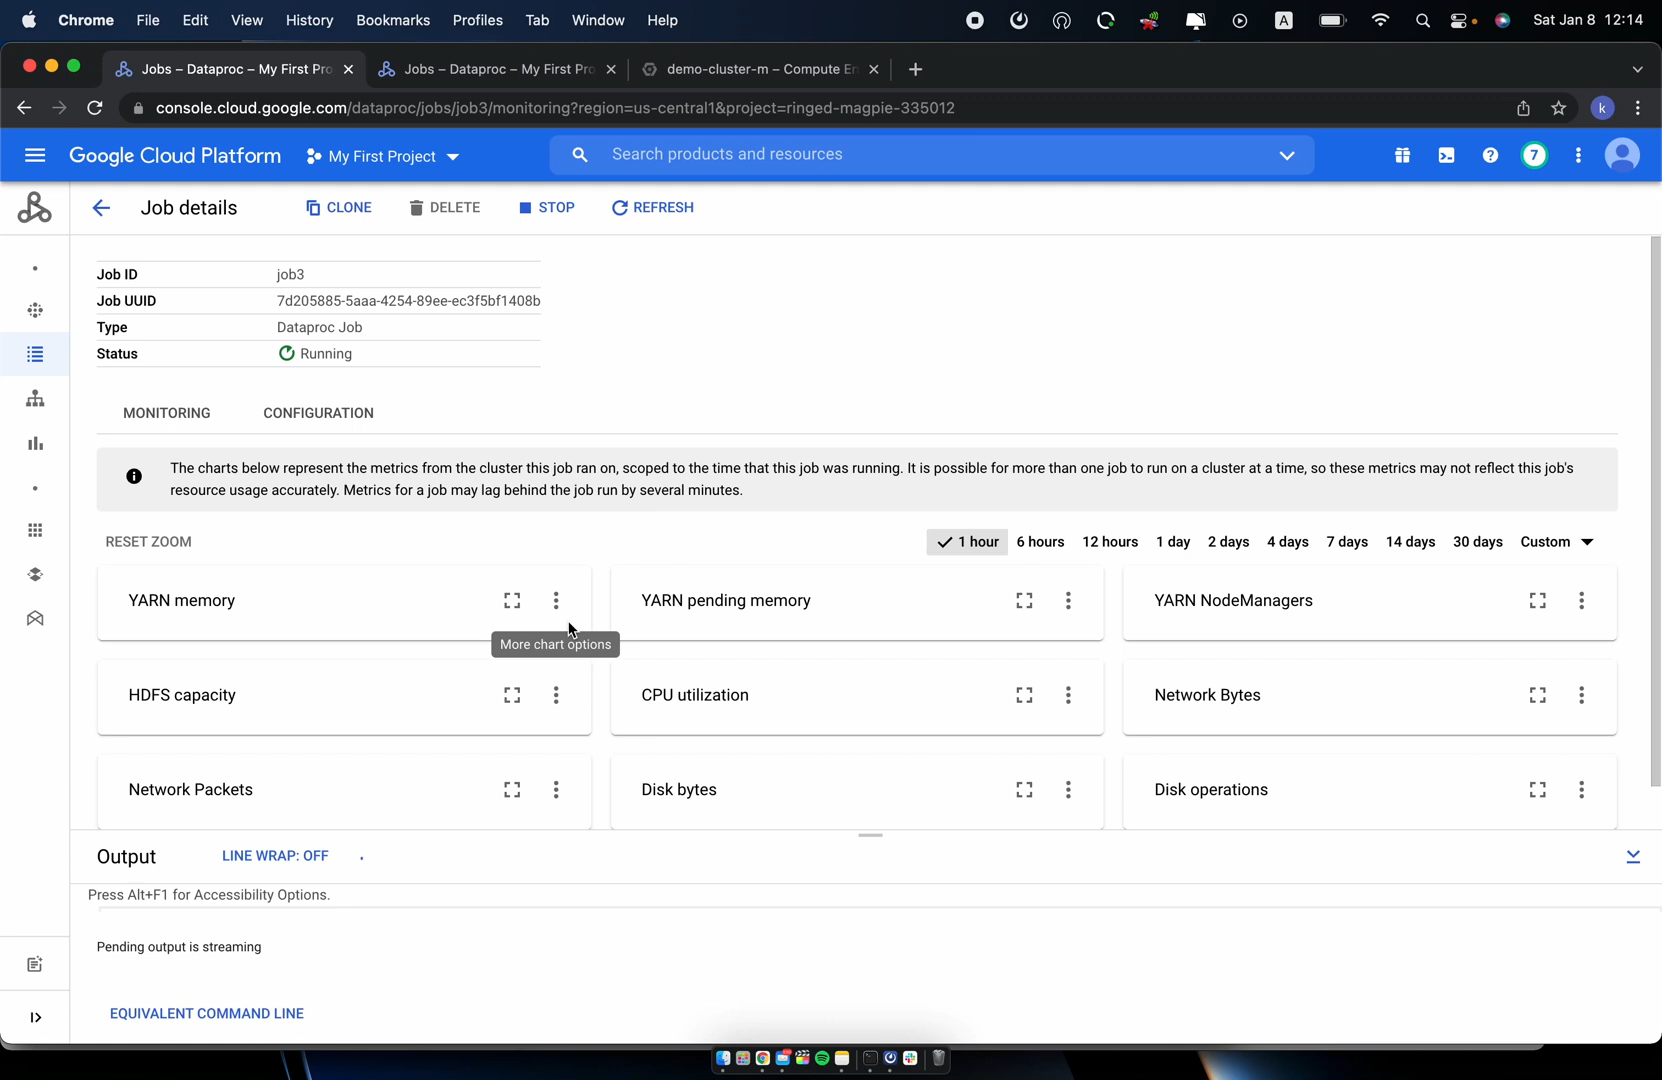 Chrome File Edit View History Bookmarks Profiles Tab Window Help A Sat Jan 8 12:14
Jobs – Dataproc – My First Pro Jobs – Dataproc – My First Pro demo-cluster-m – Compute En
console.cloud.google.com/dataproc/jobs/job3/monitoring?region=us-central1&project=ringed-magpie-335012 k
Google Cloud Platform My First Project Search products and resources 7
Job details CLONE DELETE STOP REFRESH
Job ID job3
Job UUID 7d205885-5aaa-4254-89ee-ec3f5bf1408b
Type Dataproc Job
Status Running
MONITORING CONFIGURATION
The charts below represent the metrics from the cluster this job ran on, scoped to the time that this job was running. It is possible for more than one job to run on a cluster at a time, so these metrics may not reflect this job's
resource usage accurately. Metrics for a job may lag behind the job run by several minutes.
RESET ZOOM 1 hour 6 hours 12 hours 1 day 2 days 4 days 7 days 14 days 30 days Custom
YARN memory YARN pending memory YARN NodeManagers
More chart options
HDFS capacity CPU utilization Network Bytes
Network Packets Disk bytes Disk operations
Output LINE WRAP: OFF
Press Alt+F1 for Accessibility Options.
Pending output is streaming
EQUIVALENT COMMAND LINE